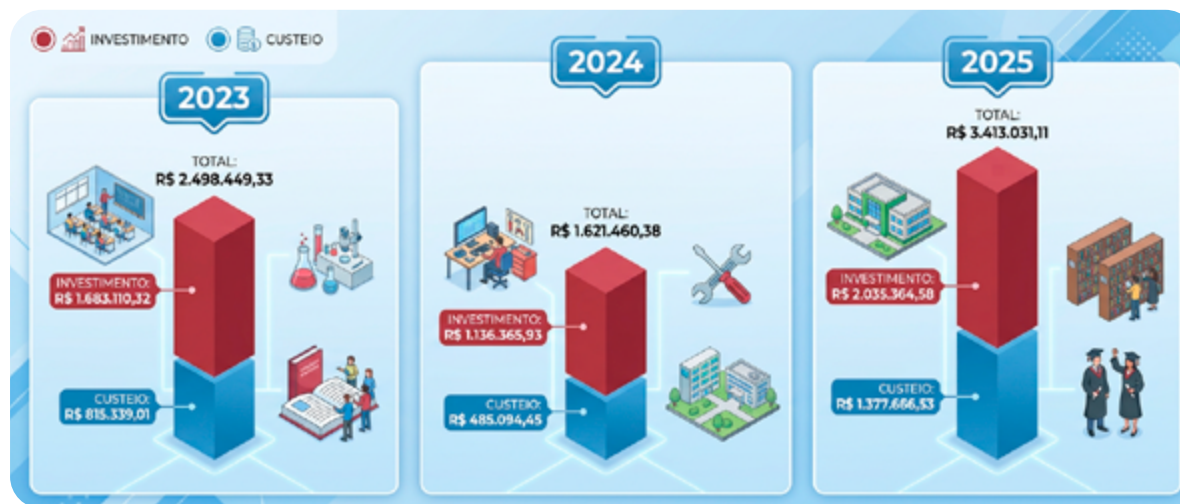 INVESTIMENTO
CUSTEIO
2023
TOTAL:
R$ 2.498.449,33
INVESTIMENTO:
R$ 1.683.110,32
CUSTEIO:
R$ 815.339,01
2024
TOTAL:
R$ 1.621.460,38
INVESTIMENTO:
R$ 1.136.365,93
CUSTEIO:
R$ 485.094,45
2025
TOTAL:
R$ 3.413.031,11
INVESTIMENTO:
R$ 2.035.364,58
CUSTEIO:
R$ 1.377.666,53